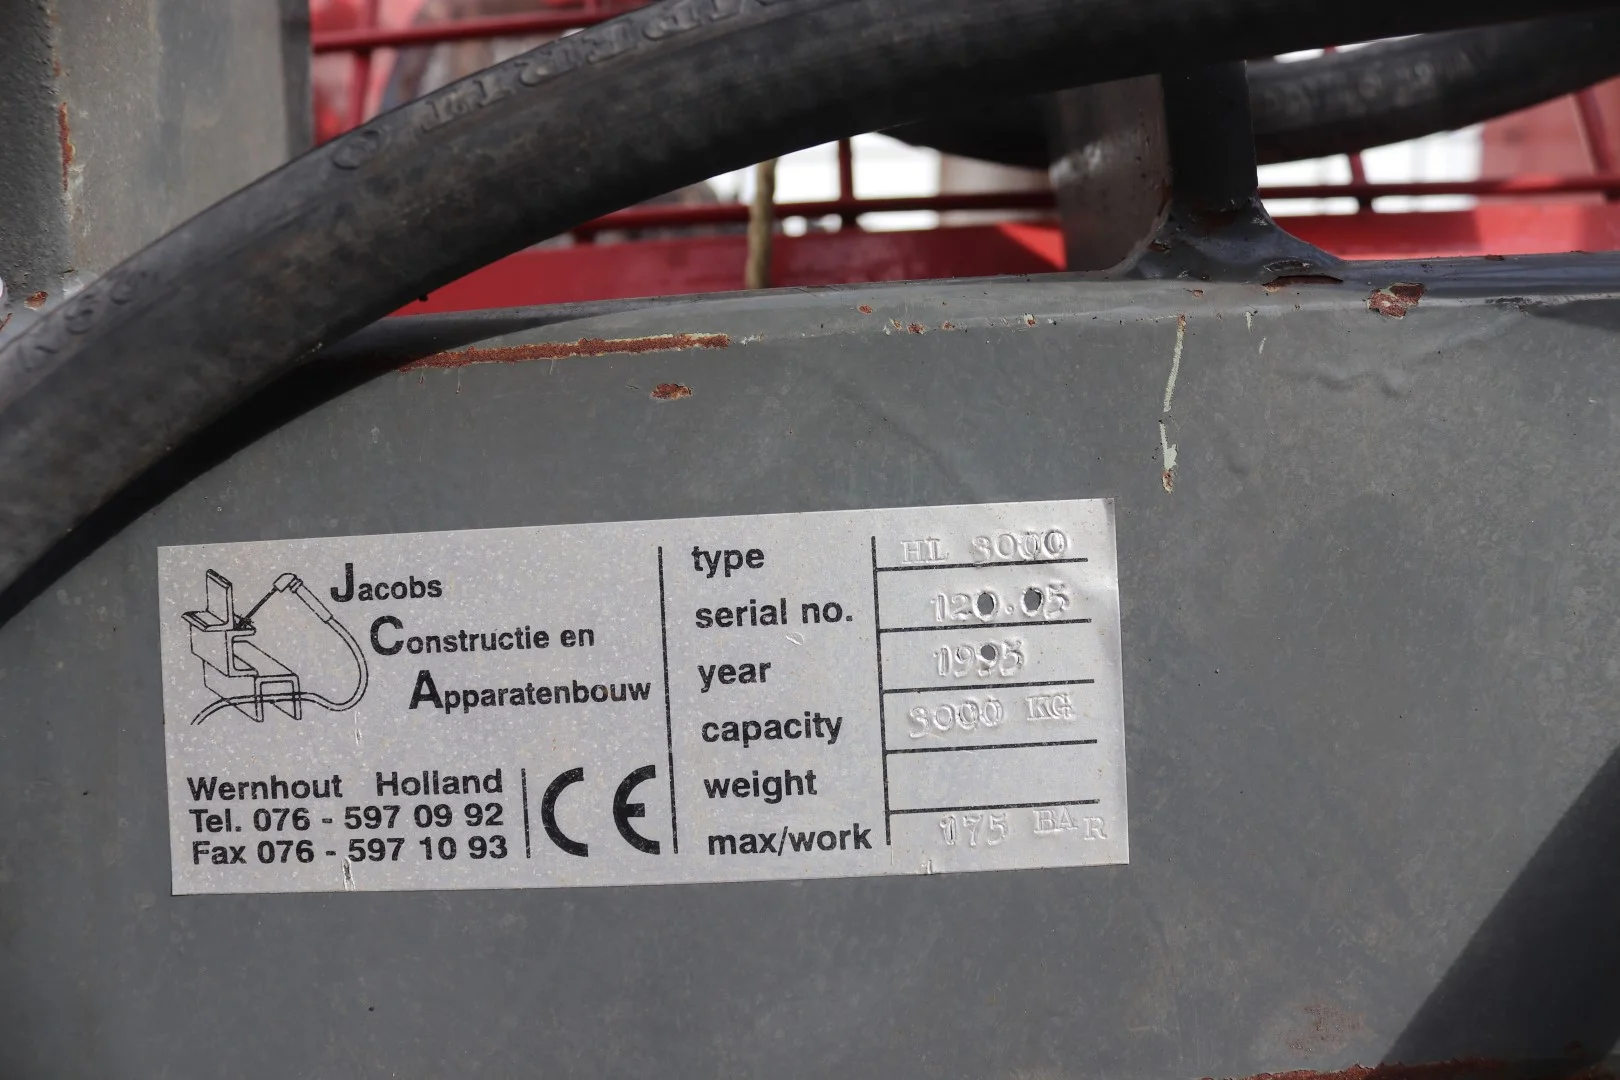 Jacobs
Constructie en
Apparatenbouw
Wernhout Holland
Tel. 076 - 597 09 92
Fax 076 - 597 10 93
CE
type HL 3000
serial no. 120.05
year 1995
capacity 3000 KG
weight
max/work 175 BAR